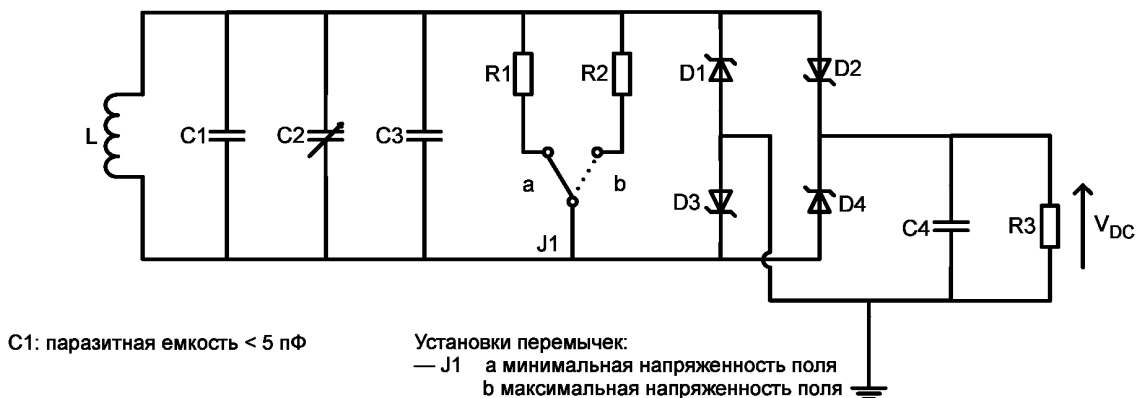 L
C1
C2
C3
R1
R2
a
b
J1
D1
D2
D3
D4
C4
R3
V_DC
C1: паразитная емкость < 5 пФ
Установки перемычек:
— J1 a минимальная напряженность поля
b максимальная напряженность поля